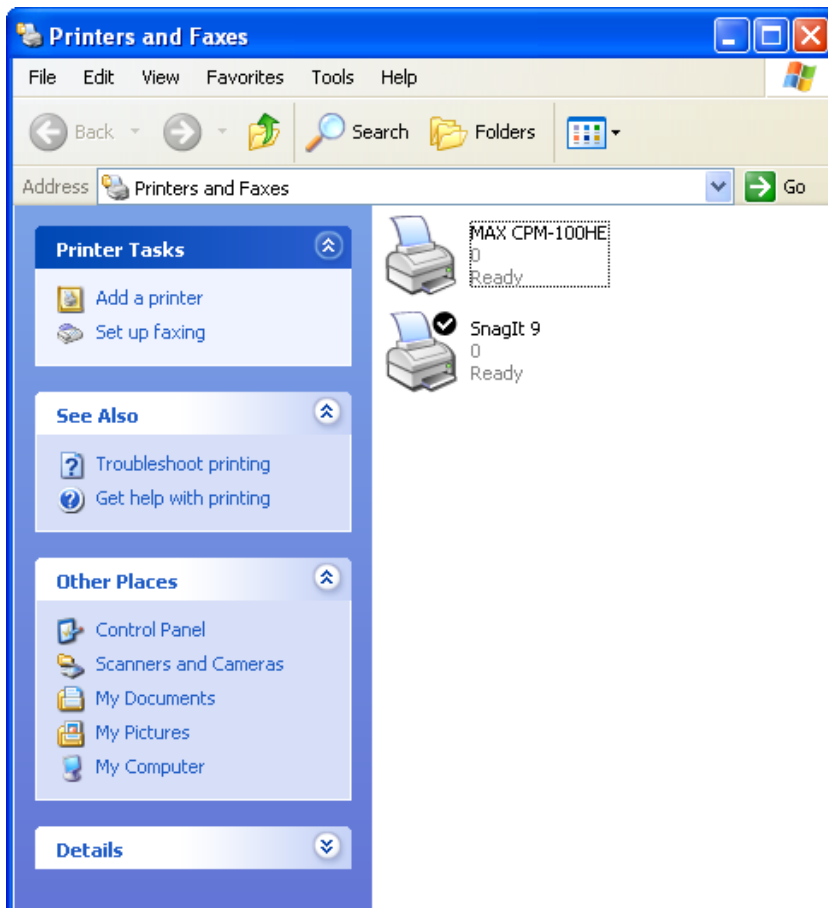 Printers and Faxes
File Edit View Favorites Tools Help
Back Search Folders
Address Printers and Faxes Go
Printer Tasks
Add a printer
Set up faxing
See Also
Troubleshoot printing
Get help with printing
Other Places
Control Panel
Scanners and Cameras
My Documents
My Pictures
My Computer
Details
MAX CPM-100HE
0
Ready
SnagIt 9
0
Ready